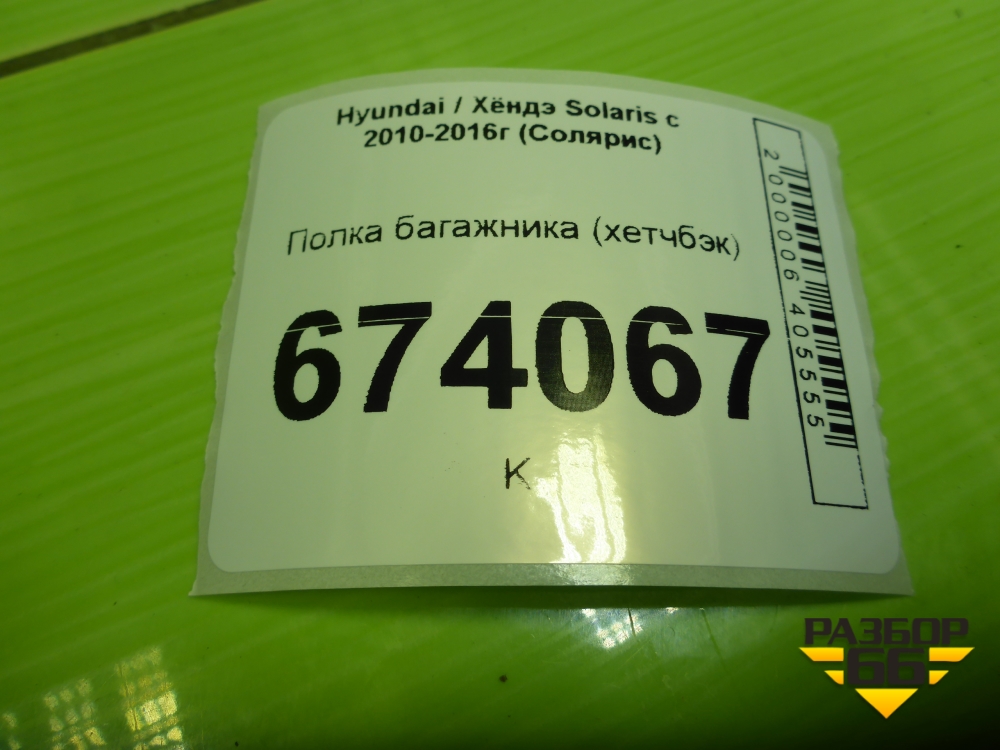 Hyundai / Хёндэ Solaris с
2010-2016г (Солярис)
Полка багажника (хетчбэк)
674067
К
2000006405555
РАЗБОР
66